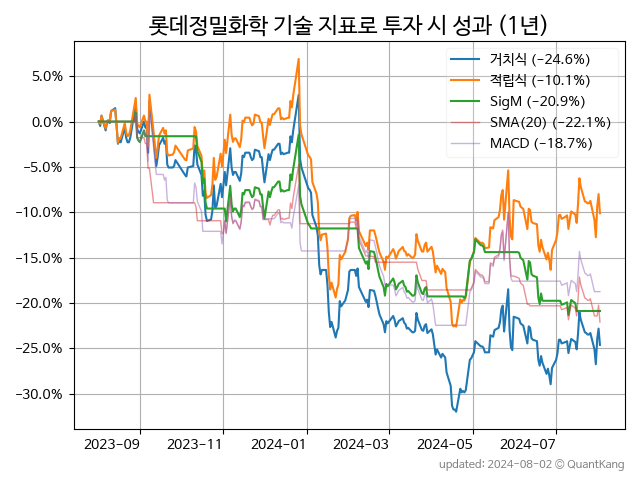 롯데정밀화학 기술 지표로 투자 시 성과 (1년)
거치식 (−24.6%)
적립식 (−10.1%)
SigM (−20.9%)
SMA(20) (−22.1%)
MACD (−18.7%)
5.0%
0.0%
−5.0%
−10.0%
−15.0%
−20.0%
−25.0%
−30.0%
2023-09 2023-11 2024-01 2024-03 2024-05 2024-07
updated: 2024-08-02 © QuantKang